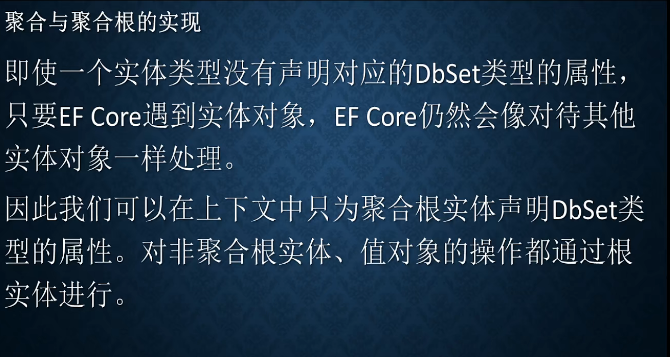 聚合与聚合根的实现
即使一个实体类型没有声明对应的DbSet类型的属性，
只要EF Core遇到实体对象，EF Core仍然会像对待其他
实体对象一样处理。
因此我们可以在上下文中只为聚合根实体声明DbSet类
型的属性。对非聚合根实体、值对象的操作都通过根
实体进行。